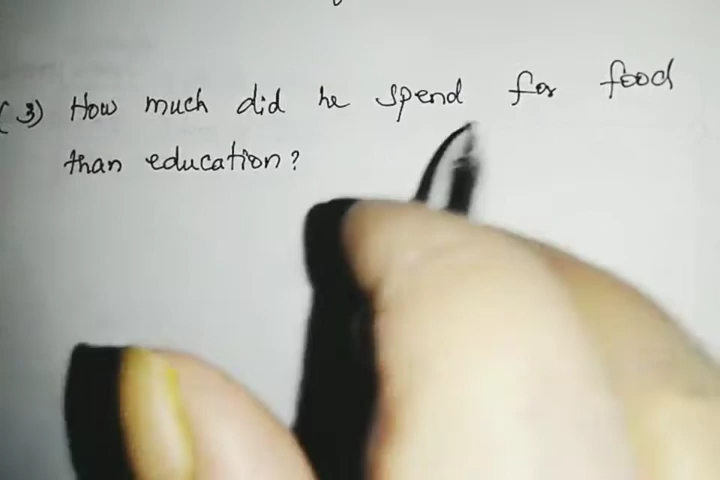 (3) How much did he spend for food
than education?